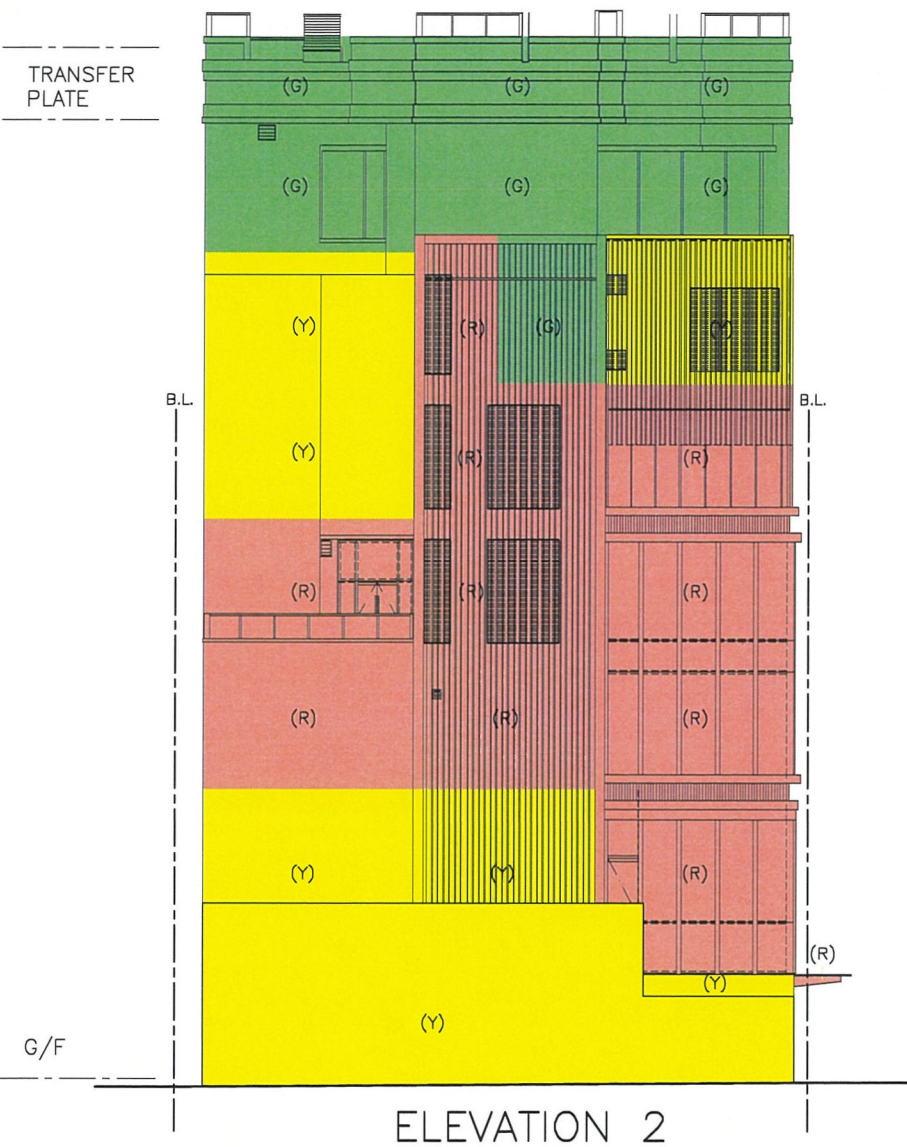 TRANSFER
PLATE
(G) (G) (G)
(G) (G) (G)
(Y) (R) (G) (Y)
B.L. B.L.
(Y) (R) (R)
(R) (R) (R)
(R) (R) (R)
(Y) (Y) (R)
(R)
(Y)
(Y)
G/F
ELEVATION 2